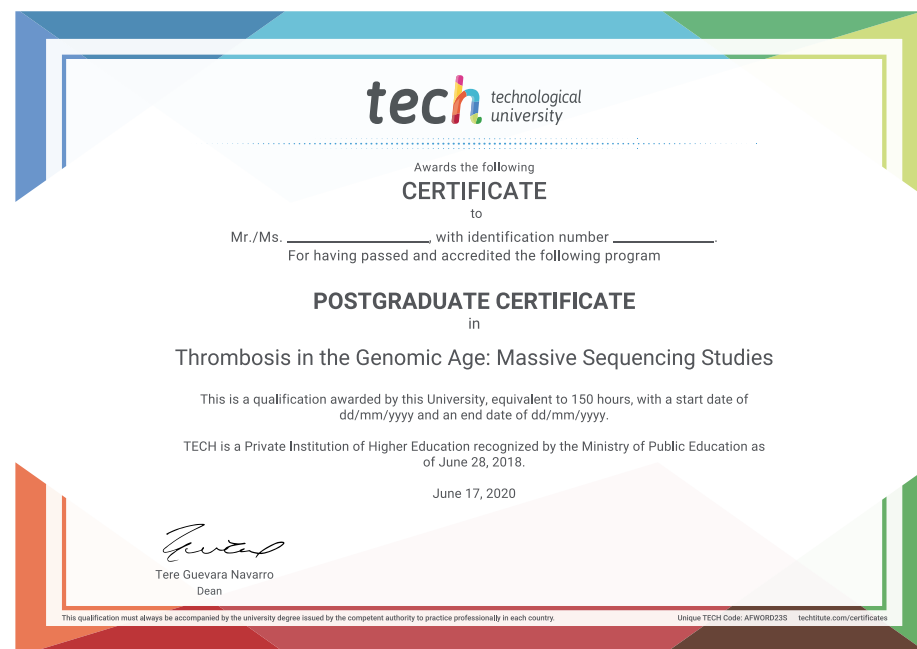 tech technological
university
Awards the following
CERTIFICATE
to
Mr./Ms. ____________, with identification number ____________.
For having passed and accredited the following program
POSTGRADUATE CERTIFICATE
in
Thrombosis in the Genomic Age: Massive Sequencing Studies
This is a qualification awarded by this University, equivalent to 150 hours, with a start date of
dd/mm/yyyy and an end date of dd/mm/yyyy.
TECH is a Private Institution of Higher Education recognized by the Ministry of Public Education as
of June 28, 2018.
June 17, 2020
Tere Guevara Navarro
Dean
This qualification must always be accompanied by the university degree issued by the competent authority to practice professionally in each country. Unique TECH Code: AFWORD23S techtitute.com/certificates